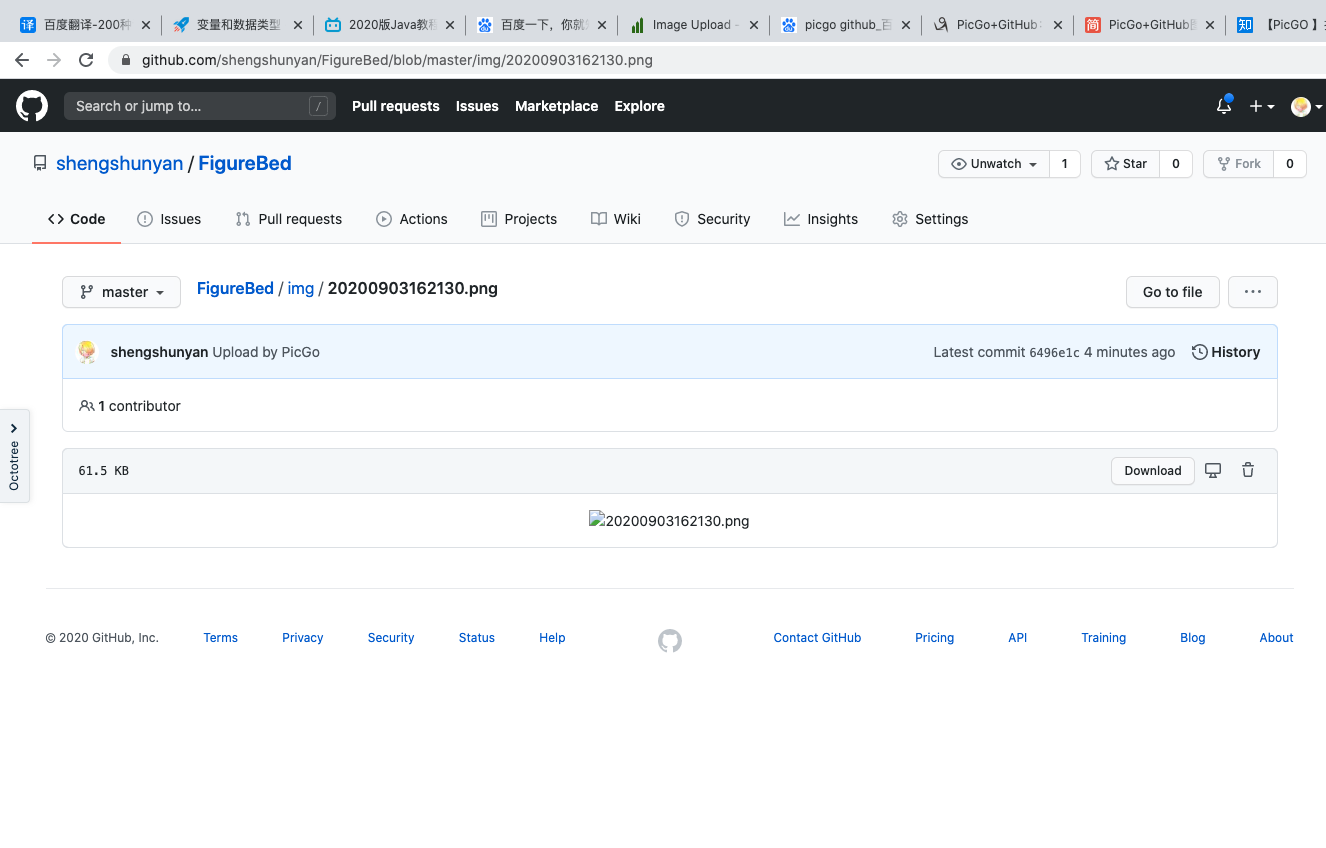 译 百度翻译-200种 变量和数据类型 2020版Java教程 百度一下，你就 Image Upload - picgo github_百 PicGo+GitHub 简 PicGo+GitHub 知 【PicGO】
github.com/shengshunyan/FigureBed/blob/master/img/20200903162130.png
Search or jump to... / Pull requests Issues Marketplace Explore
shengshunyan / FigureBed Unwatch 1 Star 0 Fork 0
Code Issues Pull requests Actions Projects Wiki Security Insights Settings
master FigureBed / img / 20200903162130.png Go to file ...
shengshunyan Upload by PicGo Latest commit 6496e1c 4 minutes ago History
1 contributor
Octotree
61.5 KB Download
20200903162130.png
© 2020 GitHub, Inc. Terms Privacy Security Status Help Contact GitHub Pricing API Training Blog About